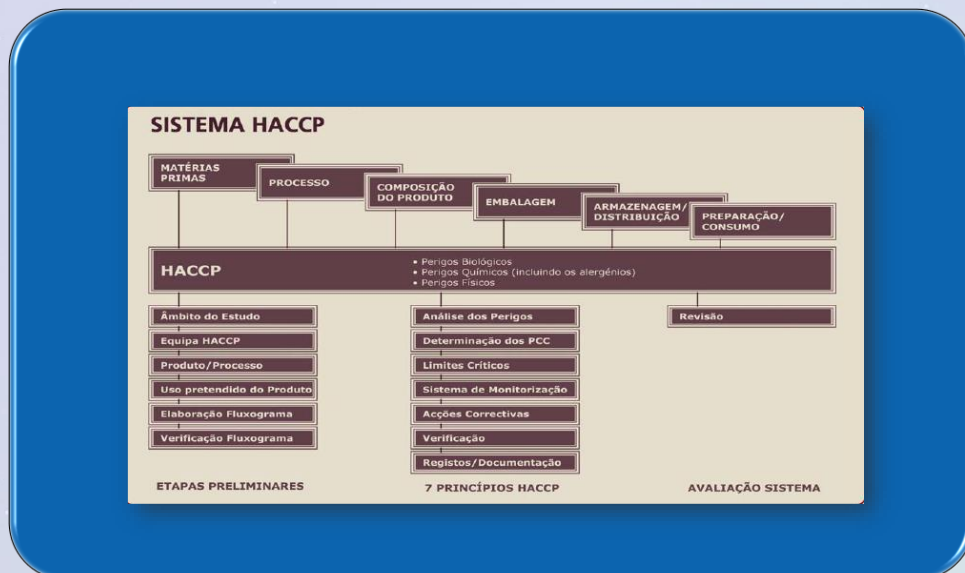 SISTEMA HACCP
MATÉRIAS
PRIMAS
PROCESSO
COMPOSIÇÃO
DO PRODUTO
EMBALAGEM
ARMAZENAGEM/
DISTRIBUIÇÃO
PREPARAÇÃO/
CONSUMO
HACCP
• Perigos Biológicos
• Perigos Químicos (incluindo os alergénios)
• Perigos Físicos
Âmbito do Estudo
Equipa HACCP
Produto/Processo
Uso pretendido do Produto
Elaboração Fluxograma
Verificação Fluxograma
ETAPAS PRELIMINARES
Análise dos Perigos
Determinação dos PCC
Limites Críticos
Sistema de Monitorização
Acções Correctivas
Verificação
Registos/Documentação
7 PRINCÍPIOS HACCP
Revisão
AVALIAÇÃO SISTEMA